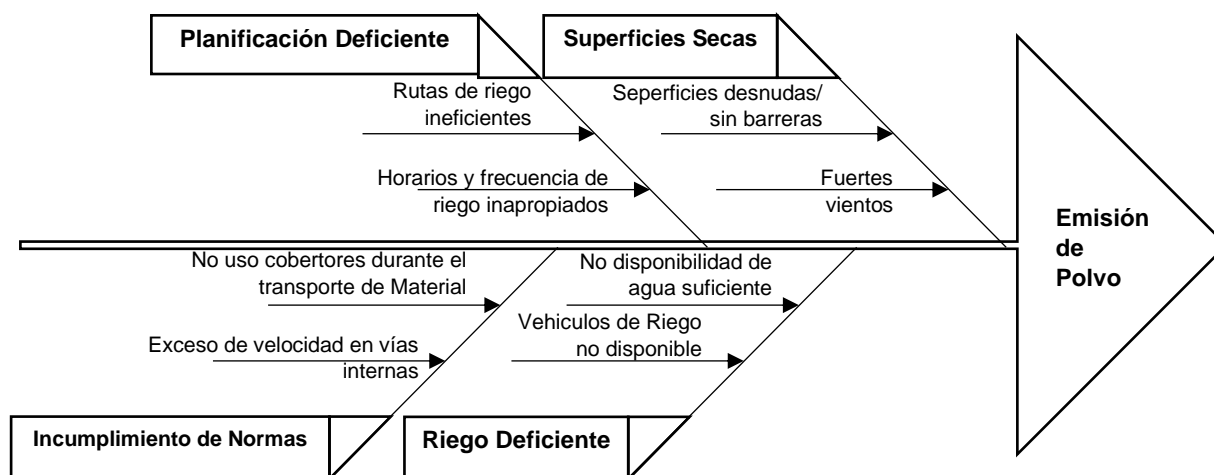 Planificación Deficiente
Superficies Secas
Rutas de riego
ineficientes
Seperficies desnudas/
sin barreras
Horarios y frecuencia de
riego inapropiados
Fuertes
vientos
Emisión
de
Polvo
No uso cobertores durante el
transporte de Material
No disponibilidad de
agua suficiente
Exceso de velocidad en vías
internas
Vehiculos de Riego
no disponible
Incumplimiento de Normas
Riego Deficiente